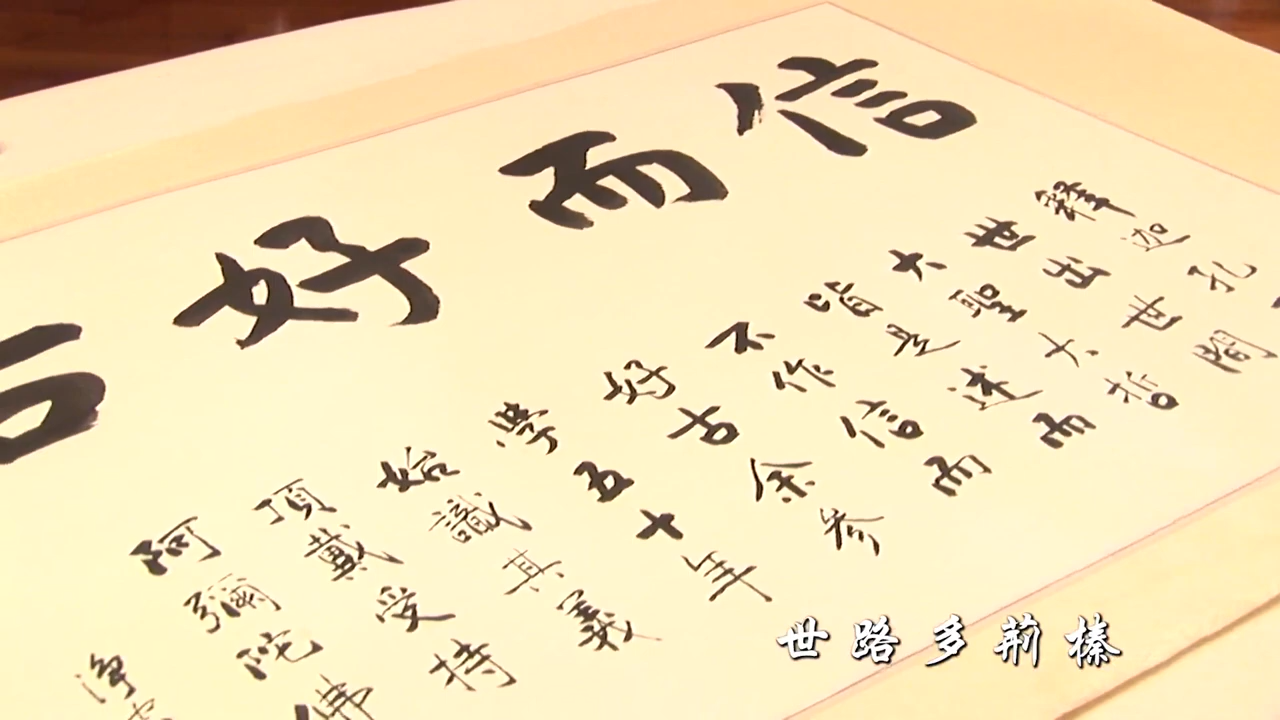 信而好
釋迦孔
世出世間
大聖大哲
皆是述而
不作信而
好古余参
學五十年
始識其義
頂戴受持
阿彌陀佛
淨
世路多荊榛